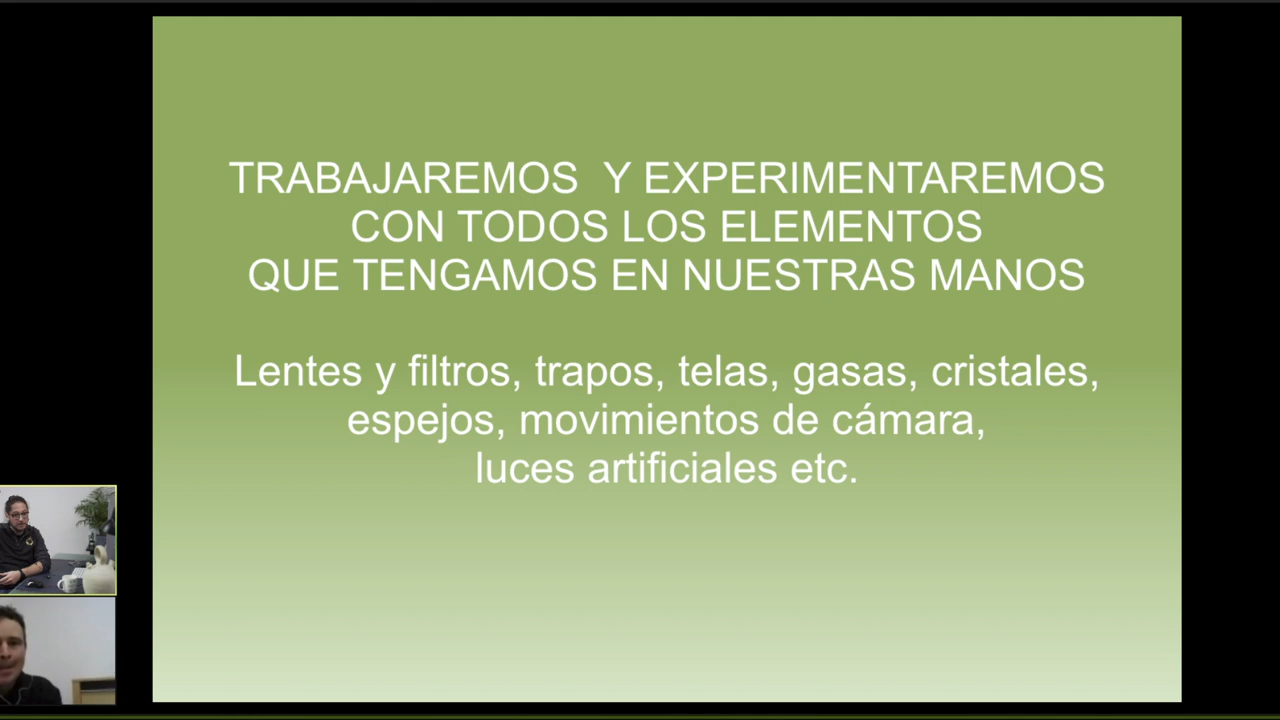 TRABAJAREMOS Y EXPERIMENTAREMOS
CON TODOS LOS ELEMENTOS
QUE TENGAMOS EN NUESTRAS MANOS
Lentes y filtros, trapos, telas, gasas, cristales,
espejos, movimientos de cámara,
luces artificiales etc.